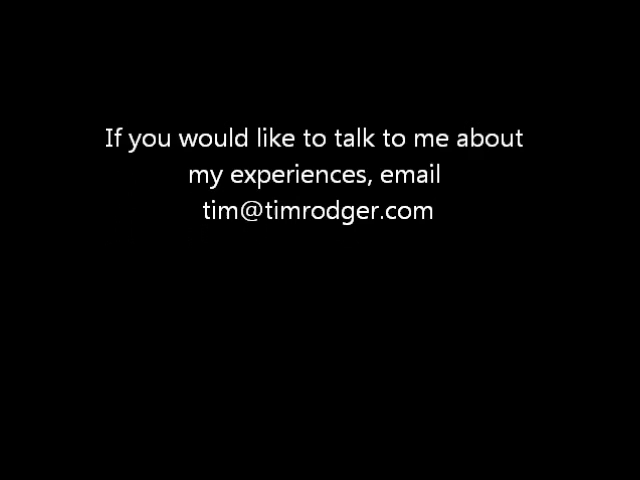 If you would like to talk to me about
my experiences, email
tim@timrodger.com